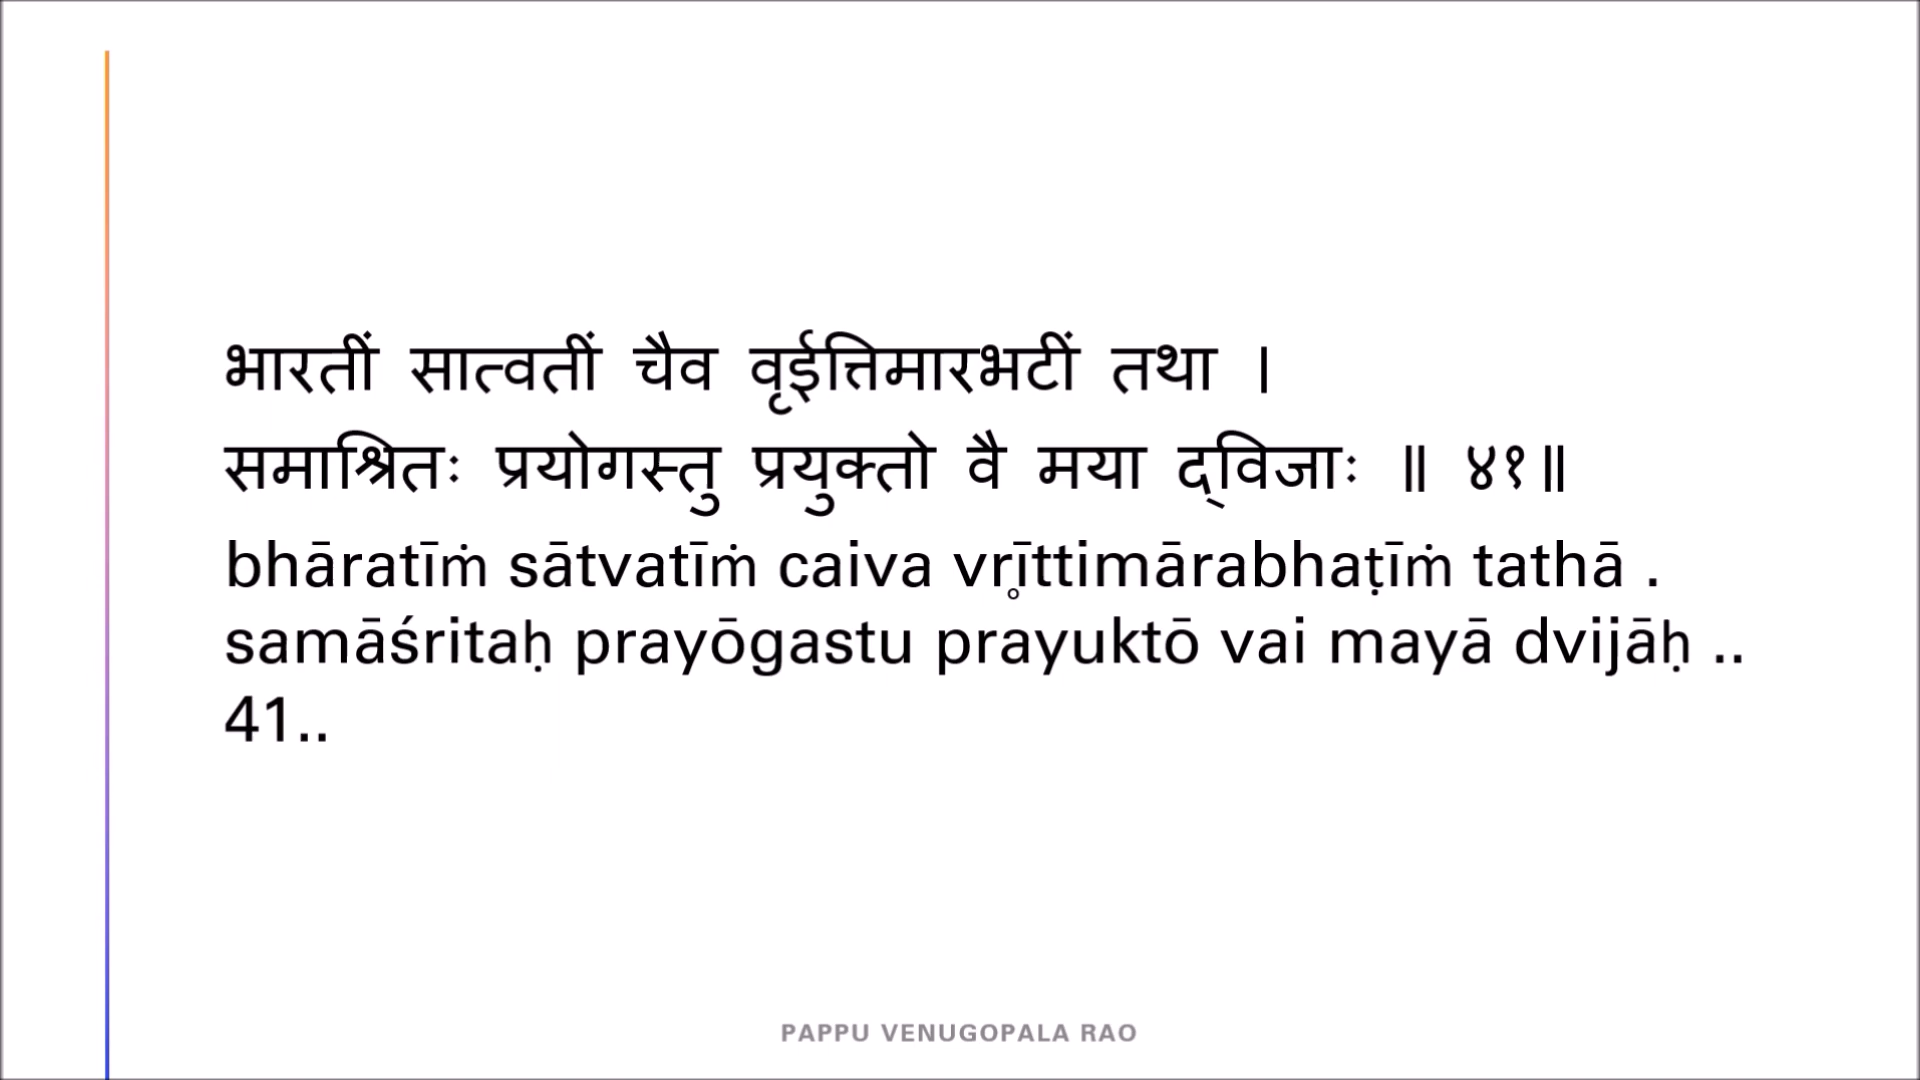 भारतीं सात्वतीं चैव वृईत्तिमारभटीं तथा ।
समाश्रितः प्रयोगस्तु प्रयुक्तो वै मया द्‌विजाः ॥ ४१॥
bhāratīṁ sātvatīṁ caiva vr̥īttimārabhaṭīṁ tathā .
samāśritaḥ prayōgastu prayuktō vai mayā dvijāḥ ..
41..
PAPPU VENUGOPALA RAO